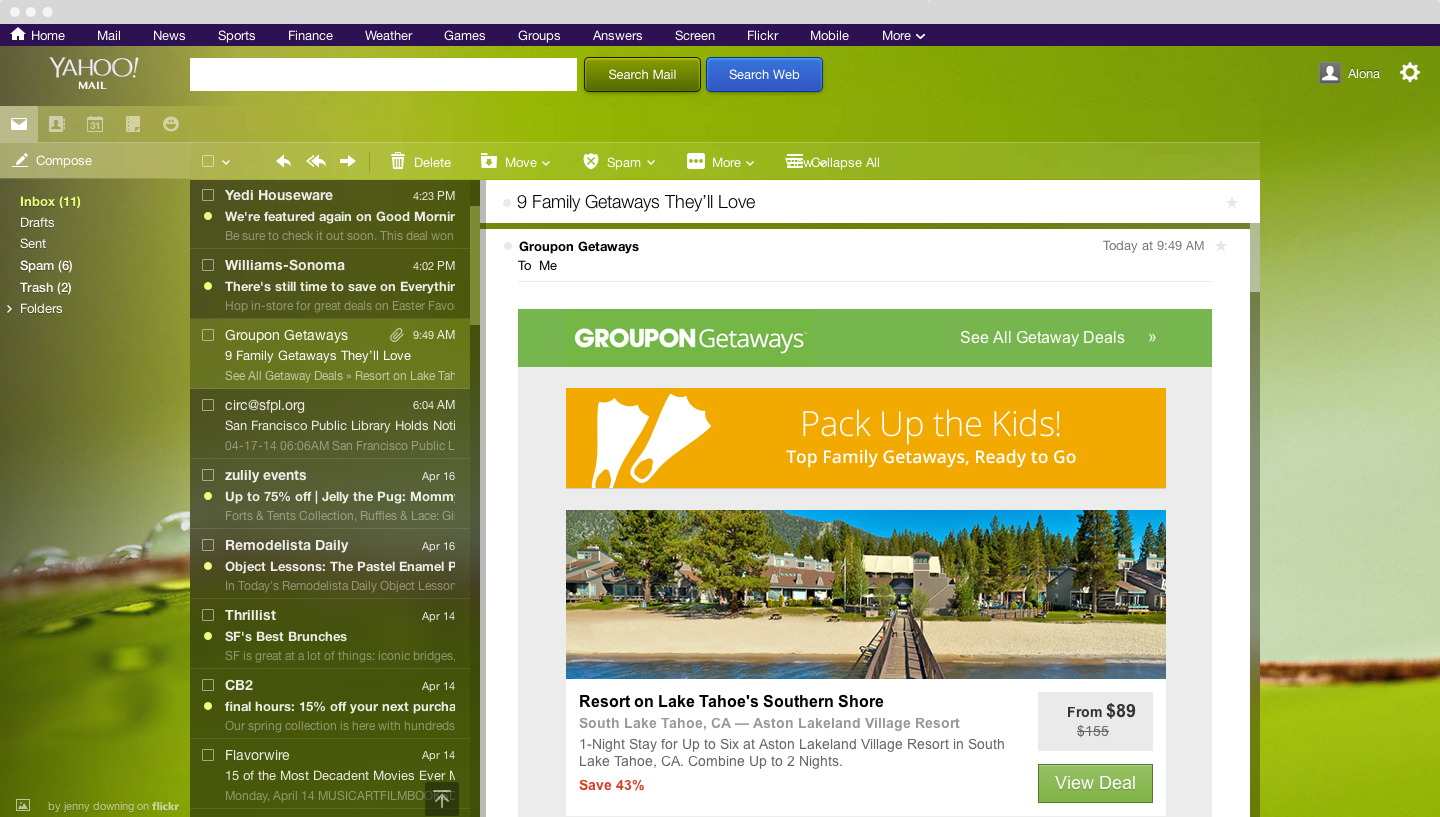 Home Mail News Sports Finance Weather Games Groups Answers Screen Flickr Mobile More
YAHOO!
MAIL
Search Mail
Search Web
Alona
31
Compose
Delete Move Spam More View Collapse All
Inbox (11)
Drafts
Sent
Spam (6)
Trash (2)
Folders
by jenny downing on flickr
Yedi Houseware 4:23 PM
We're featured again on Good Mornin
Be sure to check it out soon. This deal won
Williams-Sonoma 4:02 PM
There's still time to save on Everythin
Hop in-store for great deals on Easter Favo
Groupon Getaways 9:49 AM
9 Family Getaways They'll Love
See All Getaway Deals » Resort on Lake Tah
circ@sfpl.org 6:04 AM
San Francisco Public Library Holds Noti
04-17-14 06:06AM San Francisco Public L
zulily events Apr 16
Up to 75% off | Jelly the Pug: Mommy
Forts & Tents Collection, Ruffles & Lace: Gi
Remodelista Daily Apr 16
Object Lessons: The Pastel Enamel P
In Today's Remodelista Daily Object Lesson
Thrillist Apr 14
SF's Best Brunches
SF is great at a lot of things: iconic bridges,
CB2 Apr 14
final hours: 15% off your next purcha
Our spring collection is here with hundreds
Flavorwire Apr 14
15 of the Most Decadent Movies Ever M
Monday, April 14 MUSICARTFILMBOO
9 Family Getaways They'll Love
Groupon Getaways Today at 9:49 AM
To Me
GROUPON Getaways See All Getaway Deals »
Pack Up the Kids!
Top Family Getaways, Ready to Go
Resort on Lake Tahoe's Southern Shore
South Lake Tahoe, CA — Aston Lakeland Village Resort
1-Night Stay for Up to Six at Aston Lakeland Village Resort in South
Lake Tahoe, CA. Combine Up to 2 Nights.
Save 43%
From $89
$155
View Deal